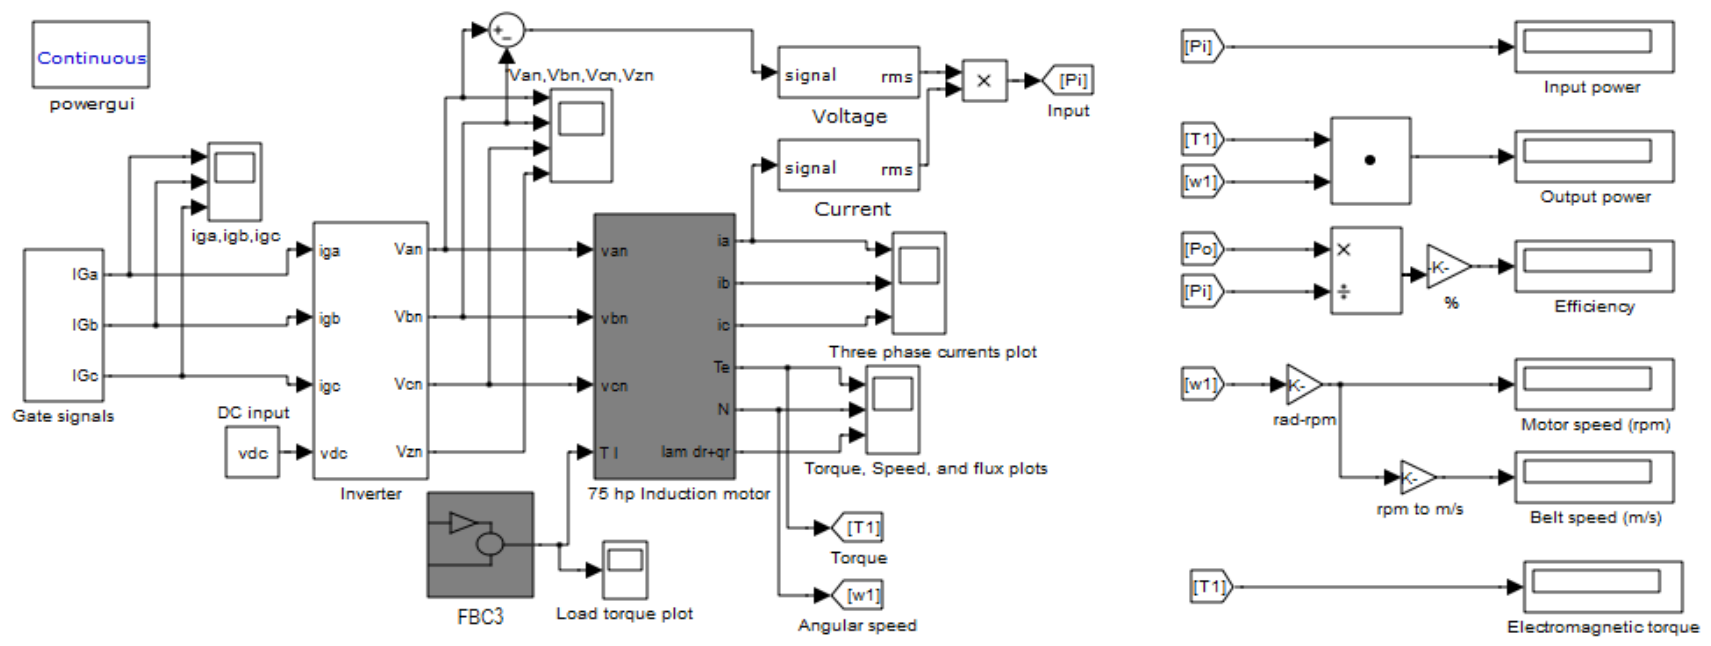 Continuous
powergui
iga,igb,igc
IGa
IGb
IGc
Gate signals
DC input
vdc
iga
igb
igc
vdc
Van
Vbn
Vcn
Vzn
Inverter
+
−
Van,Vbn,Vcn,Vzn
signal rms
Voltage
signal rms
Current
×
[Pi]
Input
van
vbn
vcn
T l
ia
ib
ic
Te
N
lam dr+qr
75 hp Induction motor
Three phase currents plot
Torque, Speed, and flux plots
FBC3
Load torque plot
[T1]
Torque
[w1]
Angular speed
[Pi]
Input power
[T1]
[w1]
Output power
[Po]
[Pi]
×
÷
-K-
%
Efficiency
[w1]
K-
rad-rpm
Motor speed (rpm)
K-
rpm to m/s
Belt speed (m/s)
[T1]
Electromagnetic torque